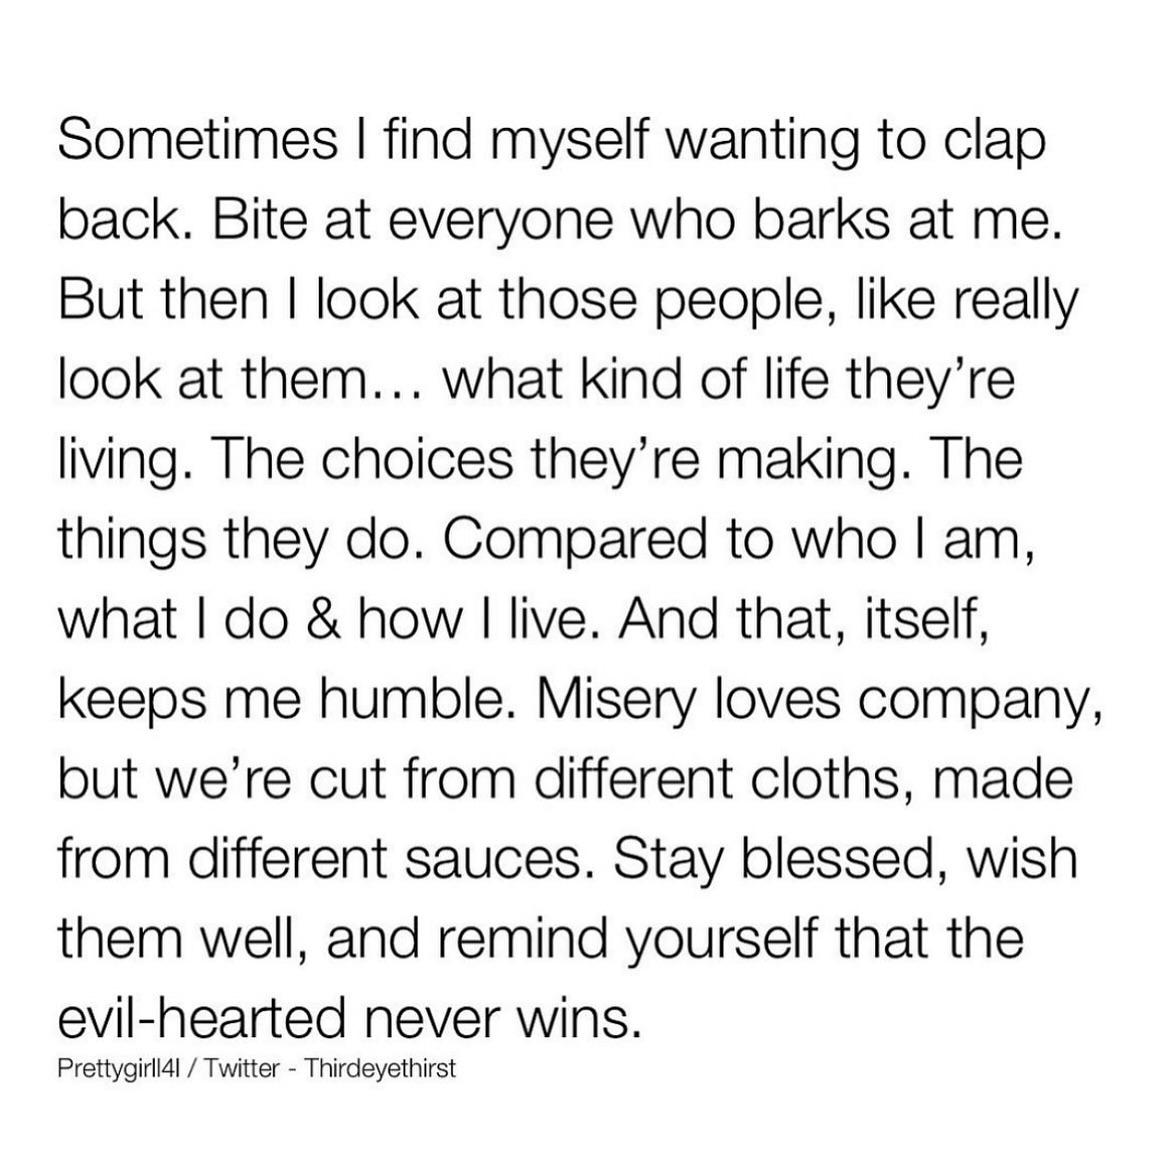 Sometimes I find myself wanting to clap
back. Bite at everyone who barks at me.
But then I look at those people, like really
look at them… what kind of life they’re
living. The choices they’re making. The
things they do. Compared to who I am,
what I do & how I live. And that, itself,
keeps me humble. Misery loves company,
but we’re cut from different cloths, made
from different sauces. Stay blessed, wish
them well, and remind yourself that the
evil-hearted never wins.
Prettygirll4l / Twitter - Thirdeyethirst